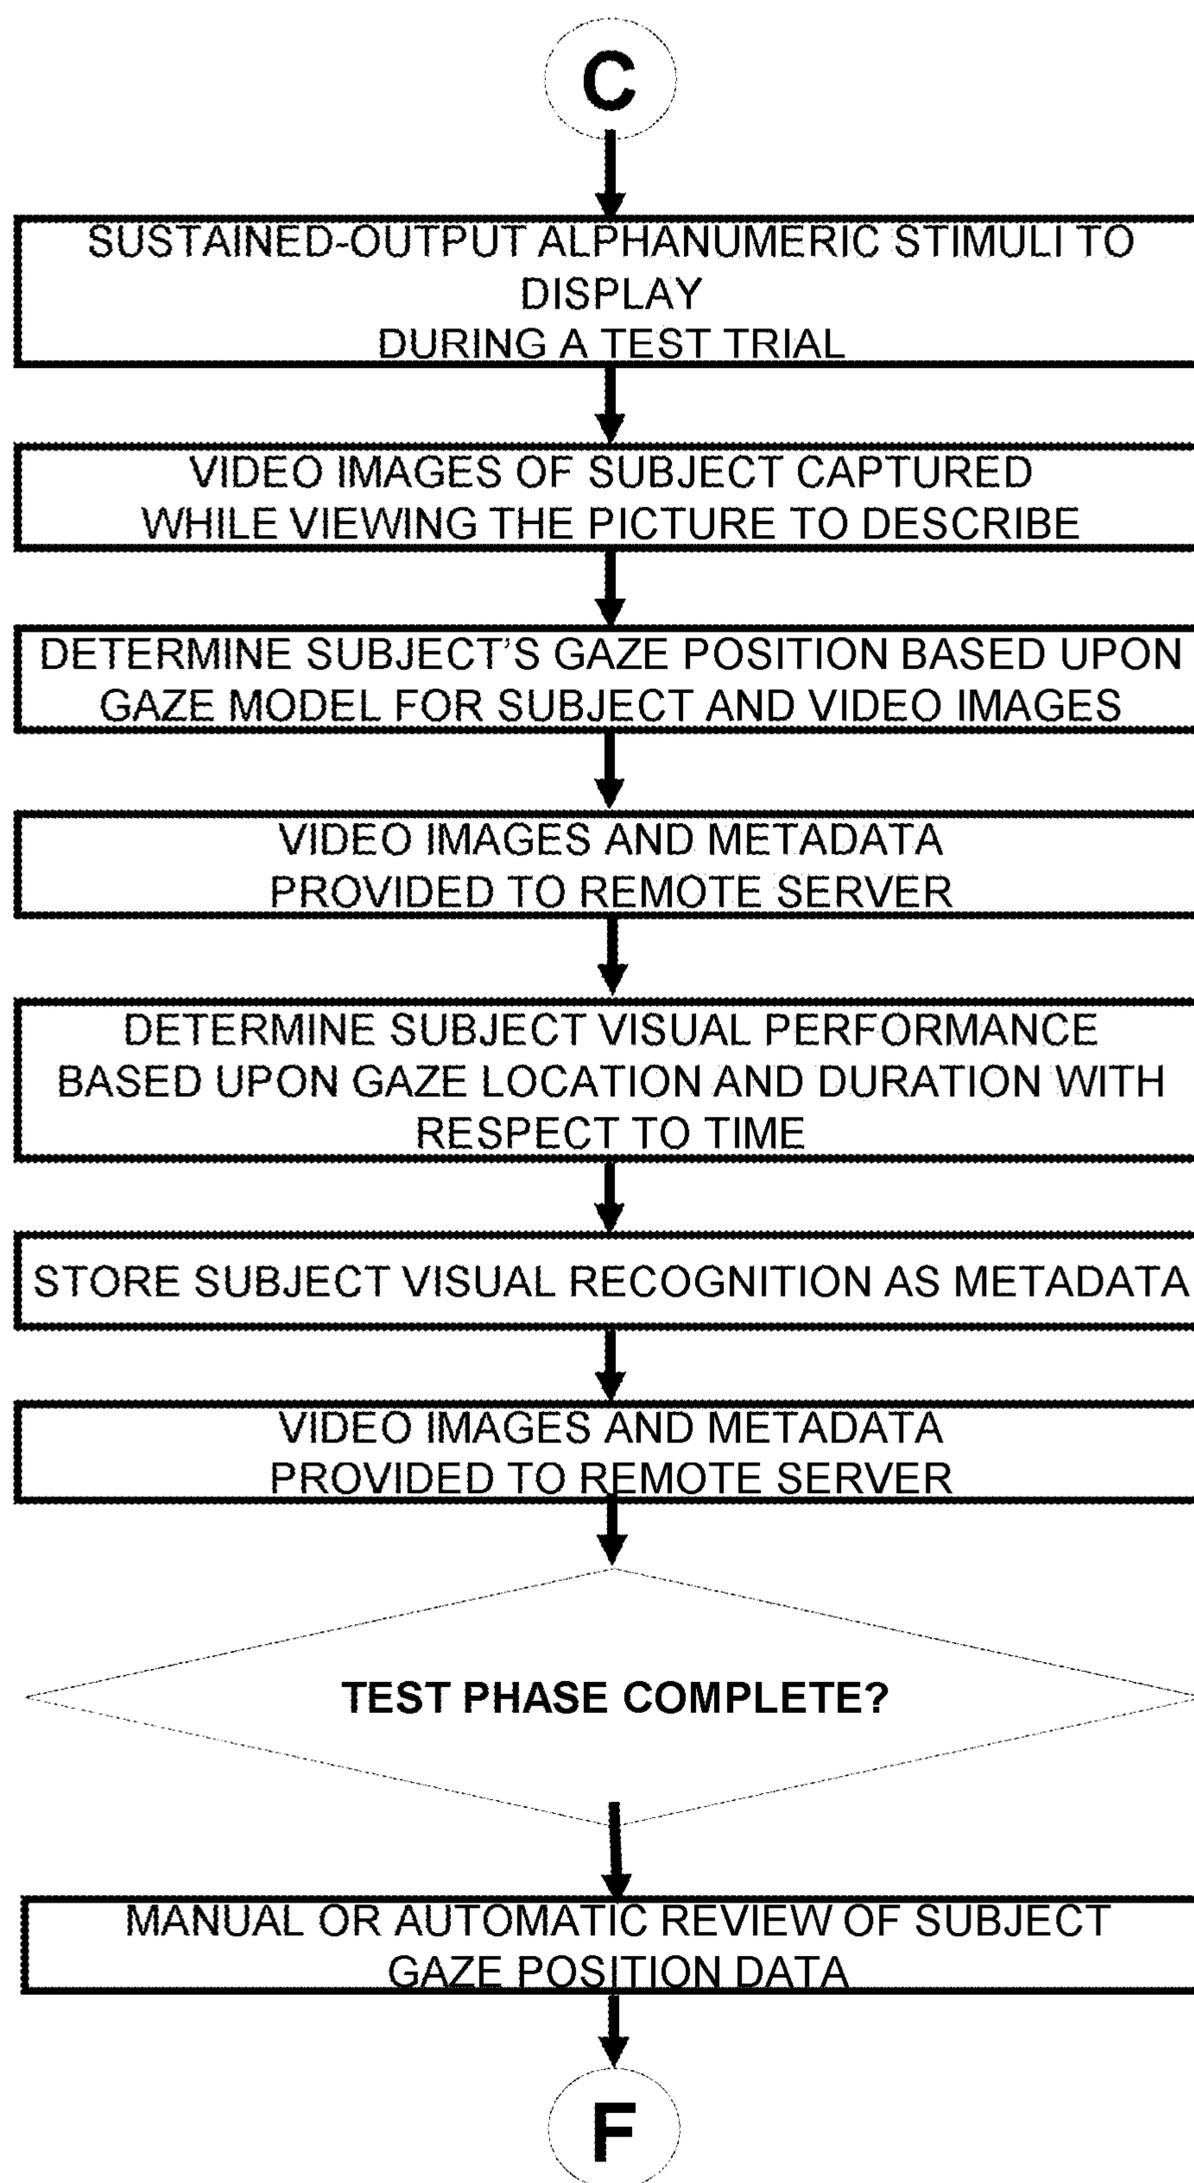 C
SUSTAINED-OUTPUT ALPHANUMERIC STIMULI TO
DISPLAY
DURING A TEST TRIAL
VIDEO IMAGES OF SUBJECT CAPTURED
WHILE VIEWING THE PICTURE TO DESCRIBE
DETERMINE SUBJECT'S GAZE POSITION BASED UPON
GAZE MODEL FOR SUBJECT AND VIDEO IMAGES
VIDEO IMAGES AND METADATA
PROVIDED TO REMOTE SERVER
DETERMINE SUBJECT VISUAL PERFORMANCE
BASED UPON GAZE LOCATION AND DURATION WITH
RESPECT TO TIME
STORE SUBJECT VISUAL RECOGNITION AS METADATA
VIDEO IMAGES AND METADATA
PROVIDED TO REMOTE SERVER
TEST PHASE COMPLETE?
MANUAL OR AUTOMATIC REVIEW OF SUBJECT
GAZE POSITION DATA
F